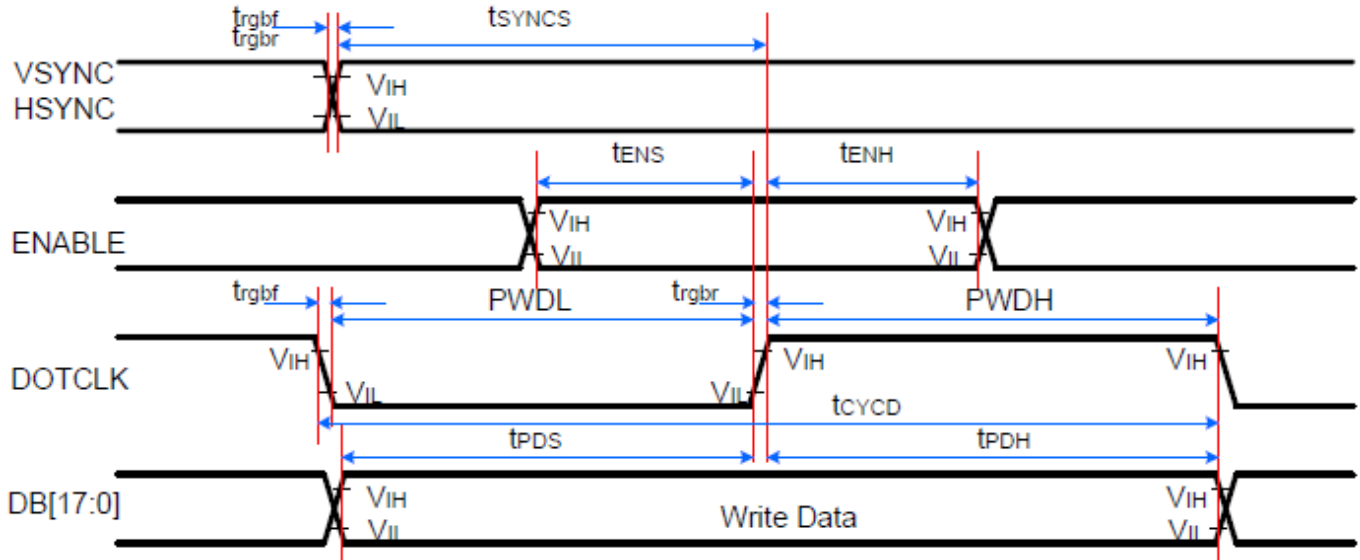 trgbf
trgbr
tSYNCS
VSYNC
HSYNC
VIH
VIL
tENS
tENH
ENABLE
VIH
VIL
VIH
VIL
trgbf
PWDL
trgbr
PWDH
DOTCLK
VIH
VIL
VIL
VIH
VIH
tCYCD
tPDS
tPDH
DB[17:0]
VIH
VIL
Write Data
VIH
VIL